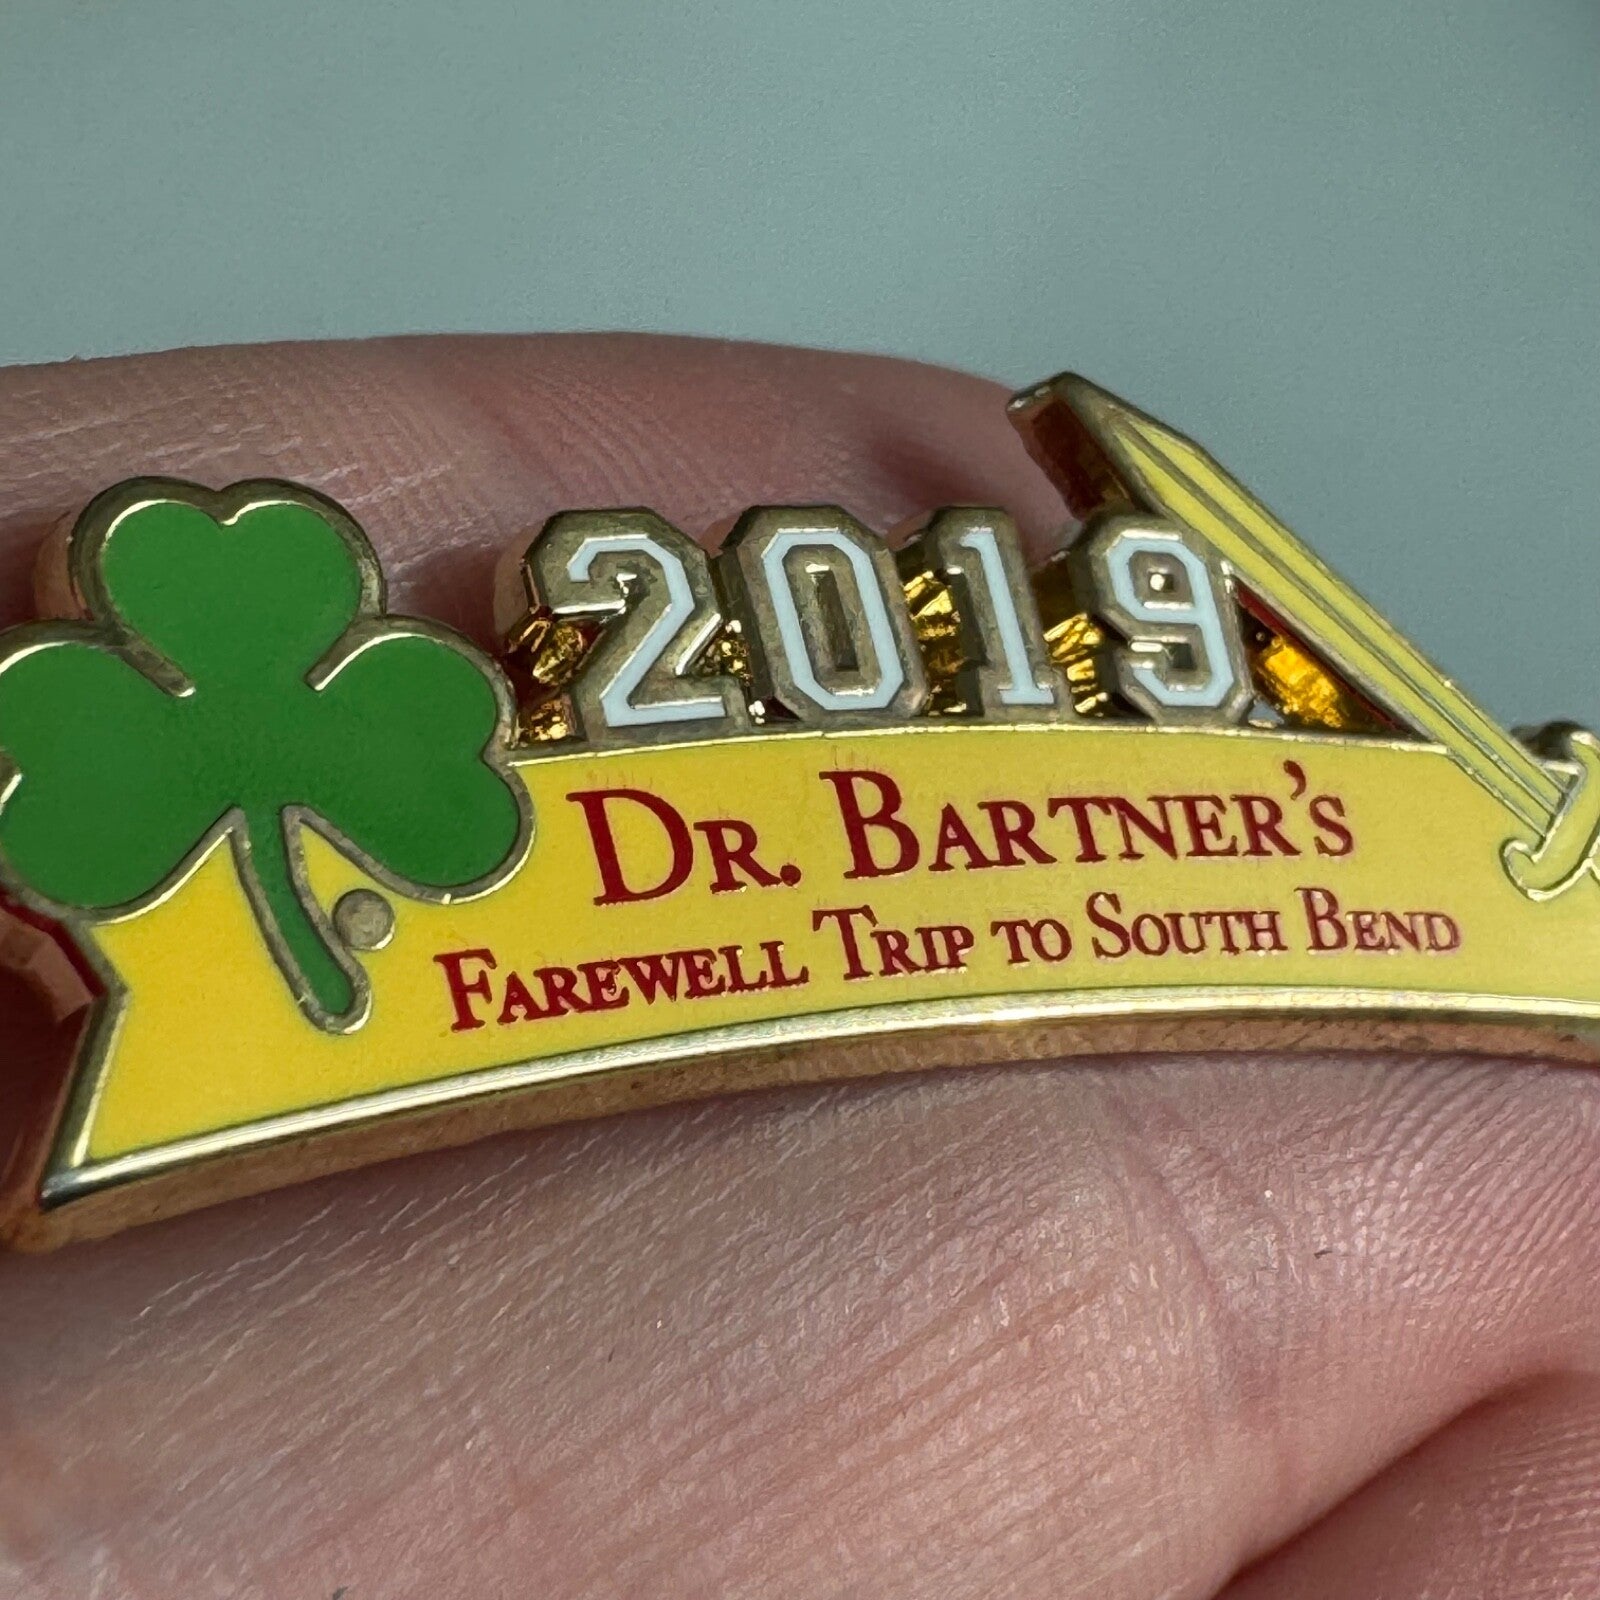 2019
DR. BARTNER'S
FAREWELL TRIP TO SOUTH BEND